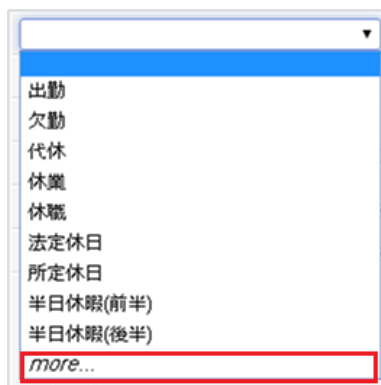 出勤
欠勤
代休
休業
休職
法定休日
所定休日
半日休暇(前半)
半日休暇(後半)
more...